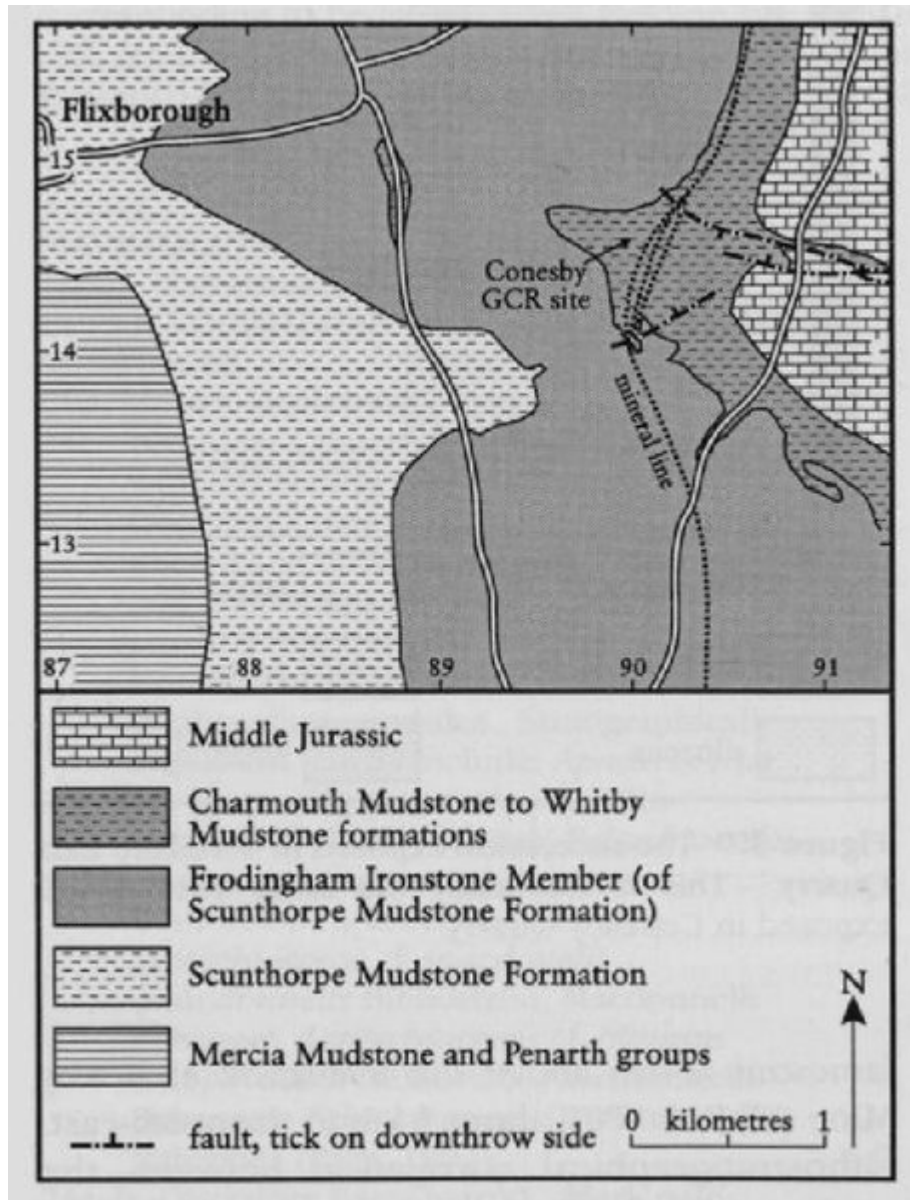 Flixborough
15
Conesby
GCR site
14
mineral line
13
87 88 89 90 91
Middle Jurassic
Charmouth Mudstone to Whitby
Mudstone formations
Frodingham Ironstone Member (of
Scunthorpe Mudstone Formation)
Scunthorpe Mudstone Formation
N
Mercia Mudstone and Penarth groups
0 kilometres 1
fault, tick on downthrow side